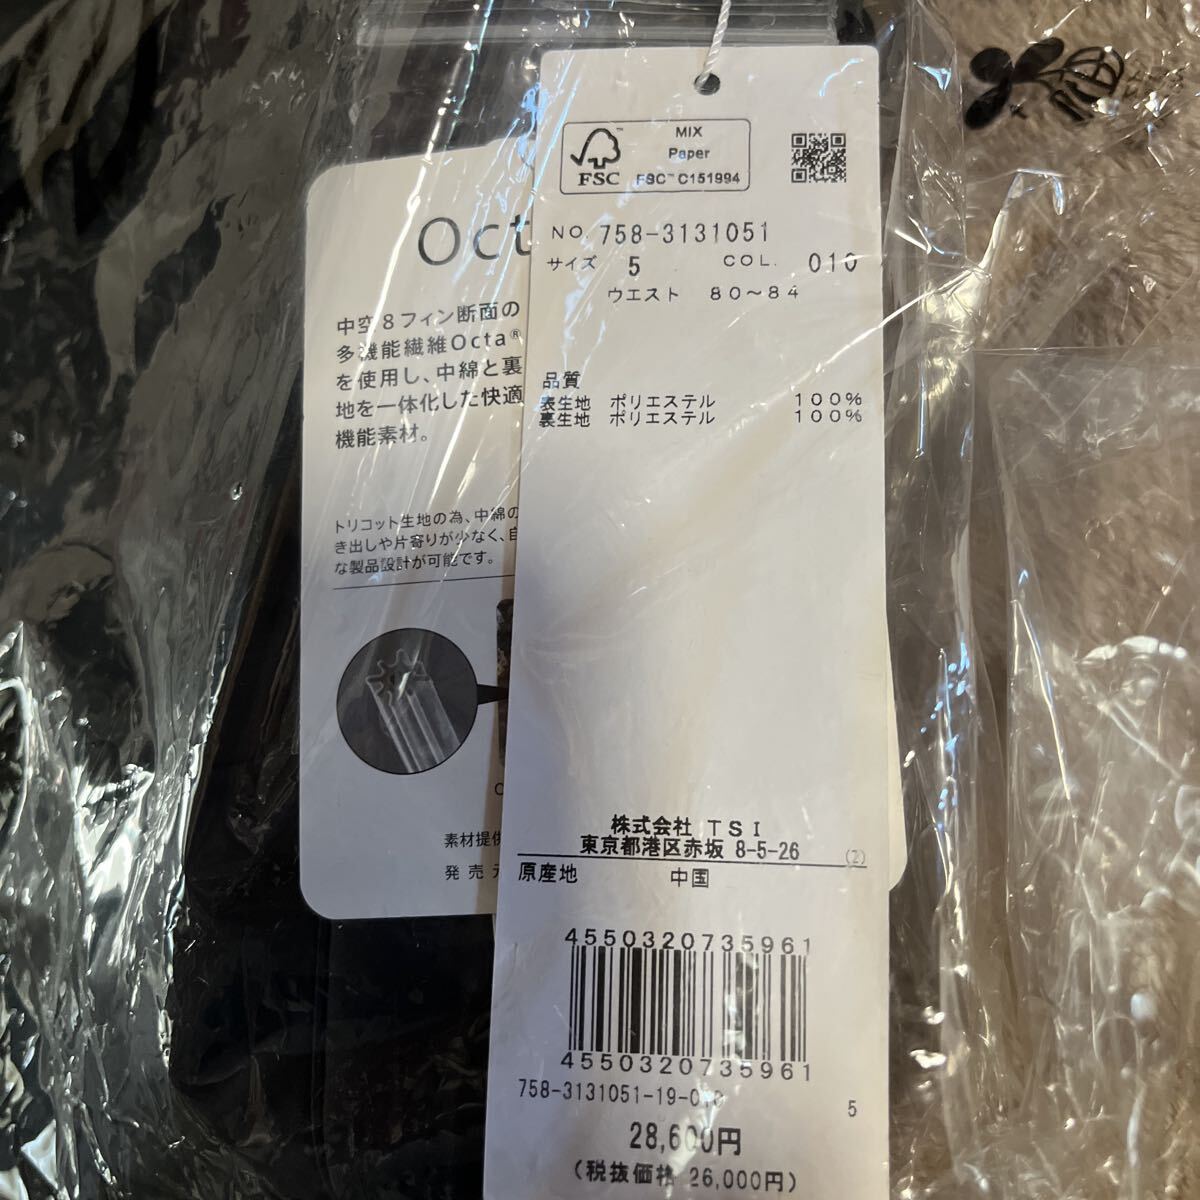 MIX
Paper
FSC™ C151994
FSC
NO. 758-3131051
サイズ 5 COL. 010
ウエスト 80~84
品質
表生地 ポリエステル 100%
裏生地 ポリエステル 100%
株式会社 TSI
東京都港区赤坂 8-5-26 (2)
原産地 中国
4550320735961
4550320735961
758-3131051-19-
5
28,600円
(税抜価格 26,000円)
Oct
中空8フィン断面の
多機能繊維Octa®
を使用し、中綿と裏
地を一体化した快適
機能素材。
トリコット生地の為、中綿の
き出しや片寄りが少なく、自
な製品設計が可能です。
素材提供
発売元